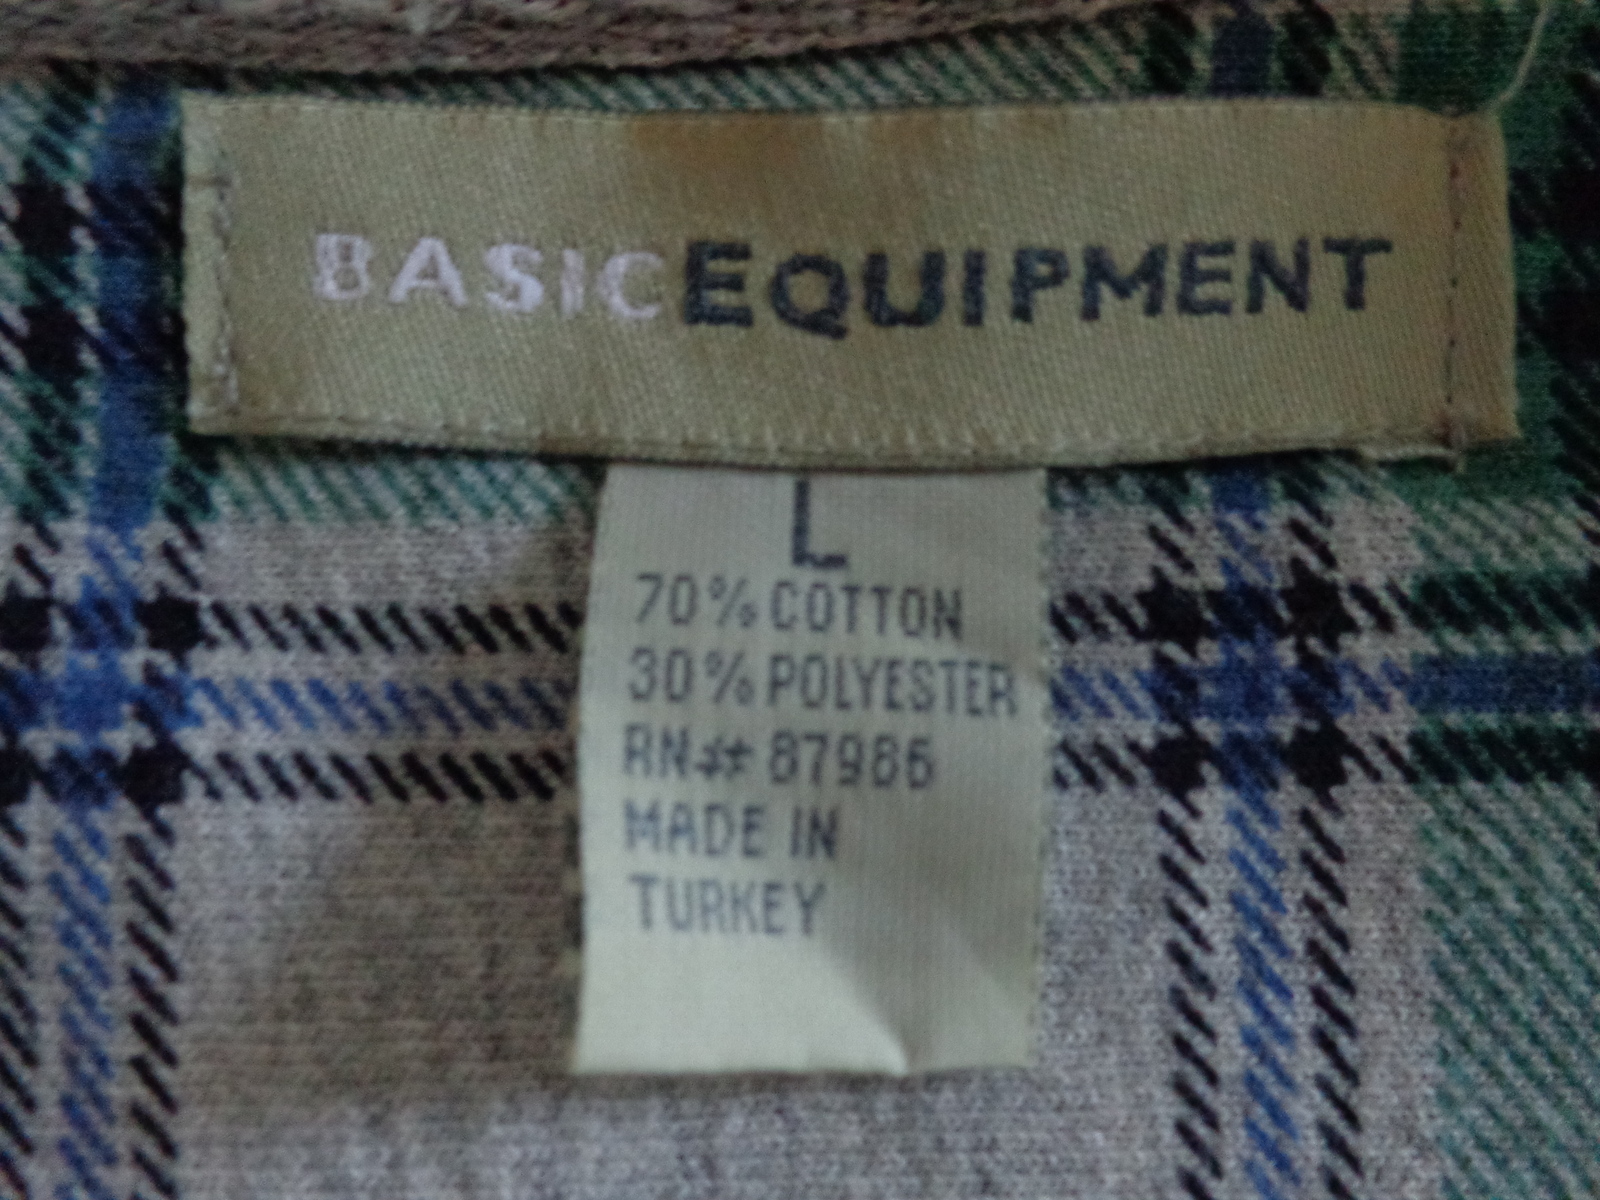 BASICEQUIPMENT
L
70% COTTON
30% POLYESTER
RN# 87986
MADE IN
TURKEY